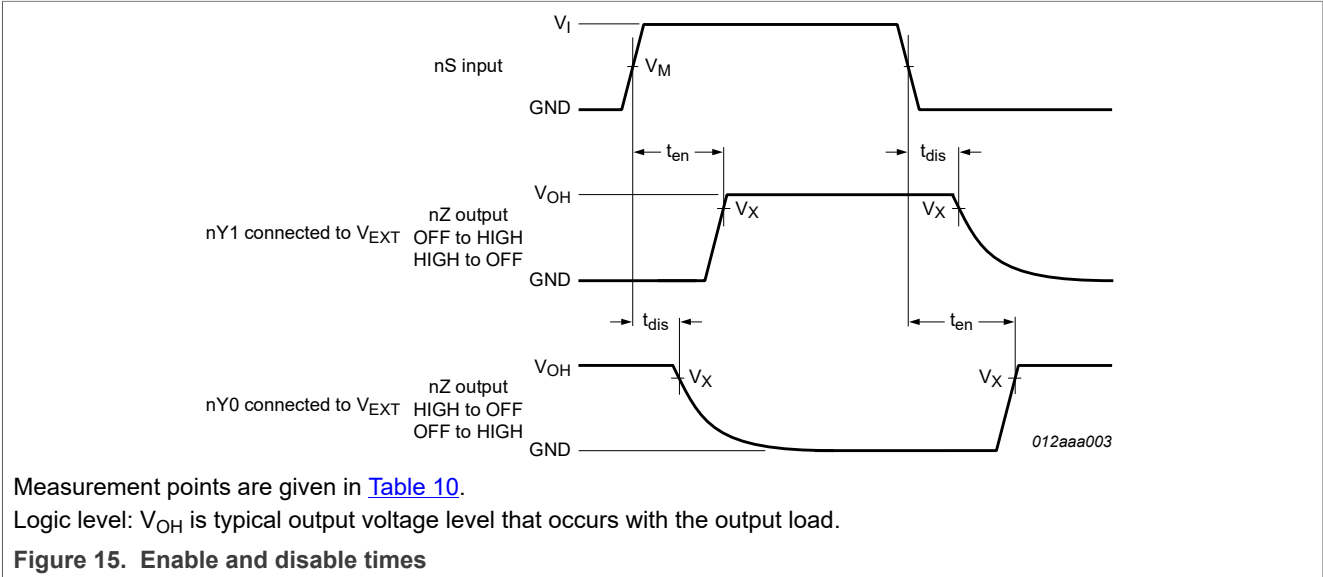 V_I
nS input
V_M
GND
t_en
t_dis
V_OH
nY1 connected to V_EXT
nZ output
OFF to HIGH
HIGH to OFF
V_X
V_X
GND
t_dis
t_en
V_OH
nY0 connected to V_EXT
nZ output
HIGH to OFF
OFF to HIGH
V_X
V_X
GND
012aaa003
Measurement points are given in Table 10.
Logic level: V_OH is typical output voltage level that occurs with the output load.
Figure 15. Enable and disable times